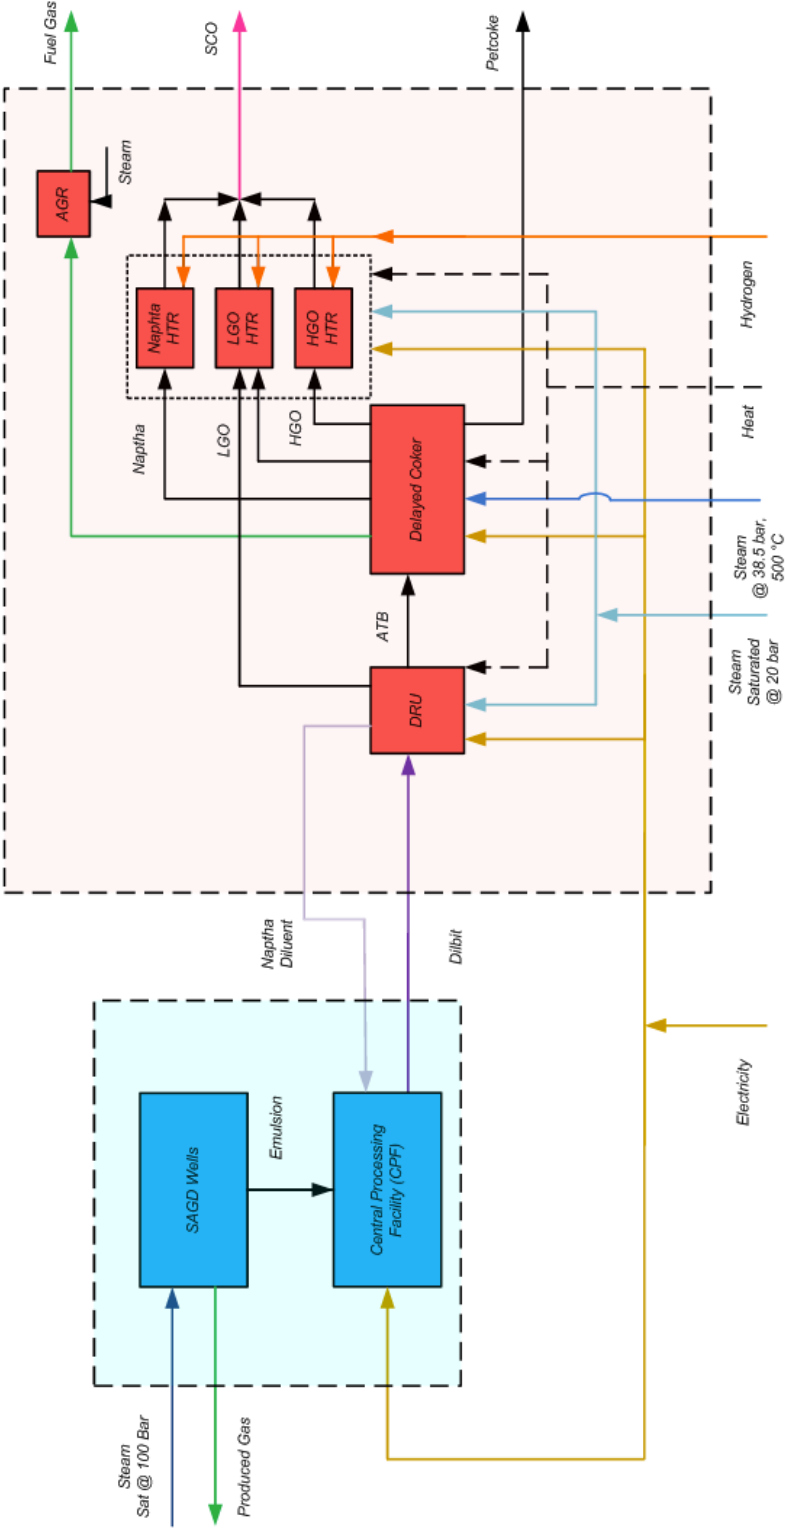 Steam
Sat @ 100 Bar
Produced Gas
SAGD Wells
Emulsion
Central Processing
Facility (CPF)
Naptha
Diluent
Dilbit
Electricity
DRU
ATB
Delayed Coker
Naptha
LGO
HGO
Naphta
HTR
LGO
HTR
HGO
HTR
AGR
Steam
Fuel Gas
SCO
Petcoke
Steam
Saturated
@ 20 bar
Steam
@ 38.5 bar,
500 °C
Heat
Hydrogen